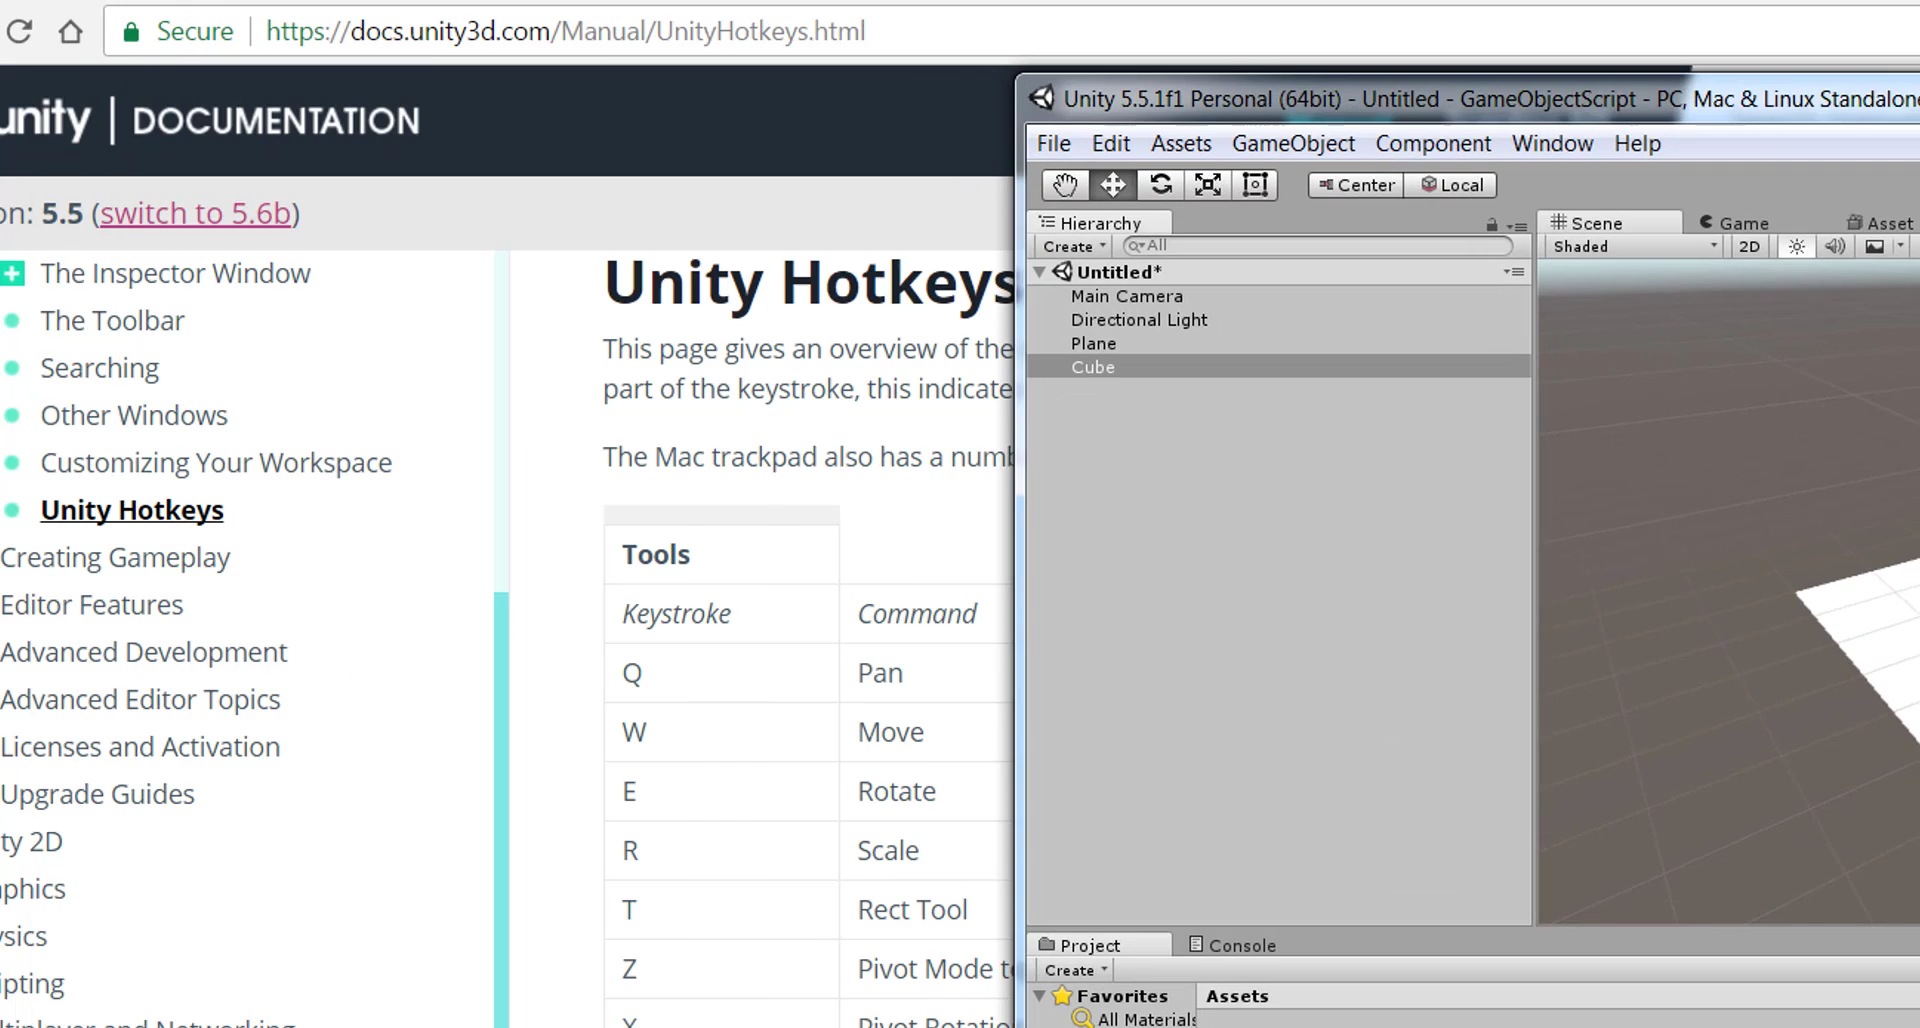 Secure | https://docs.unity3d.com/Manual/UnityHotkeys.html
unity | DOCUMENTATION
on: 5.5 (switch to 5.6b)
The Inspector Window
The Toolbar
Searching
Other Windows
Customizing Your Workspace
Unity Hotkeys
Creating Gameplay
Editor Features
Advanced Development
Advanced Editor Topics
Licenses and Activation
Upgrade Guides
ty 2D
aphics
ysics
ipting
Unity Hotkeys
This page gives an overview of the
part of the keystroke, this indicate
The Mac trackpad also has a numb
Tools
Keystroke Command
Q Pan
W Move
E Rotate
R Scale
T Rect Tool
Z Pivot Mode to
Unity 5.5.1f1 Personal (64bit) - Untitled - GameObjectScript - PC, Mac & Linux Standalone
File Edit Assets GameObject Component Window Help
Center Local
Hierarchy
Create All
Untitled*
Main Camera
Directional Light
Plane
Cube
Scene Game Asset
Shaded 2D
Project Console
Create
Favorites Assets
All Materials